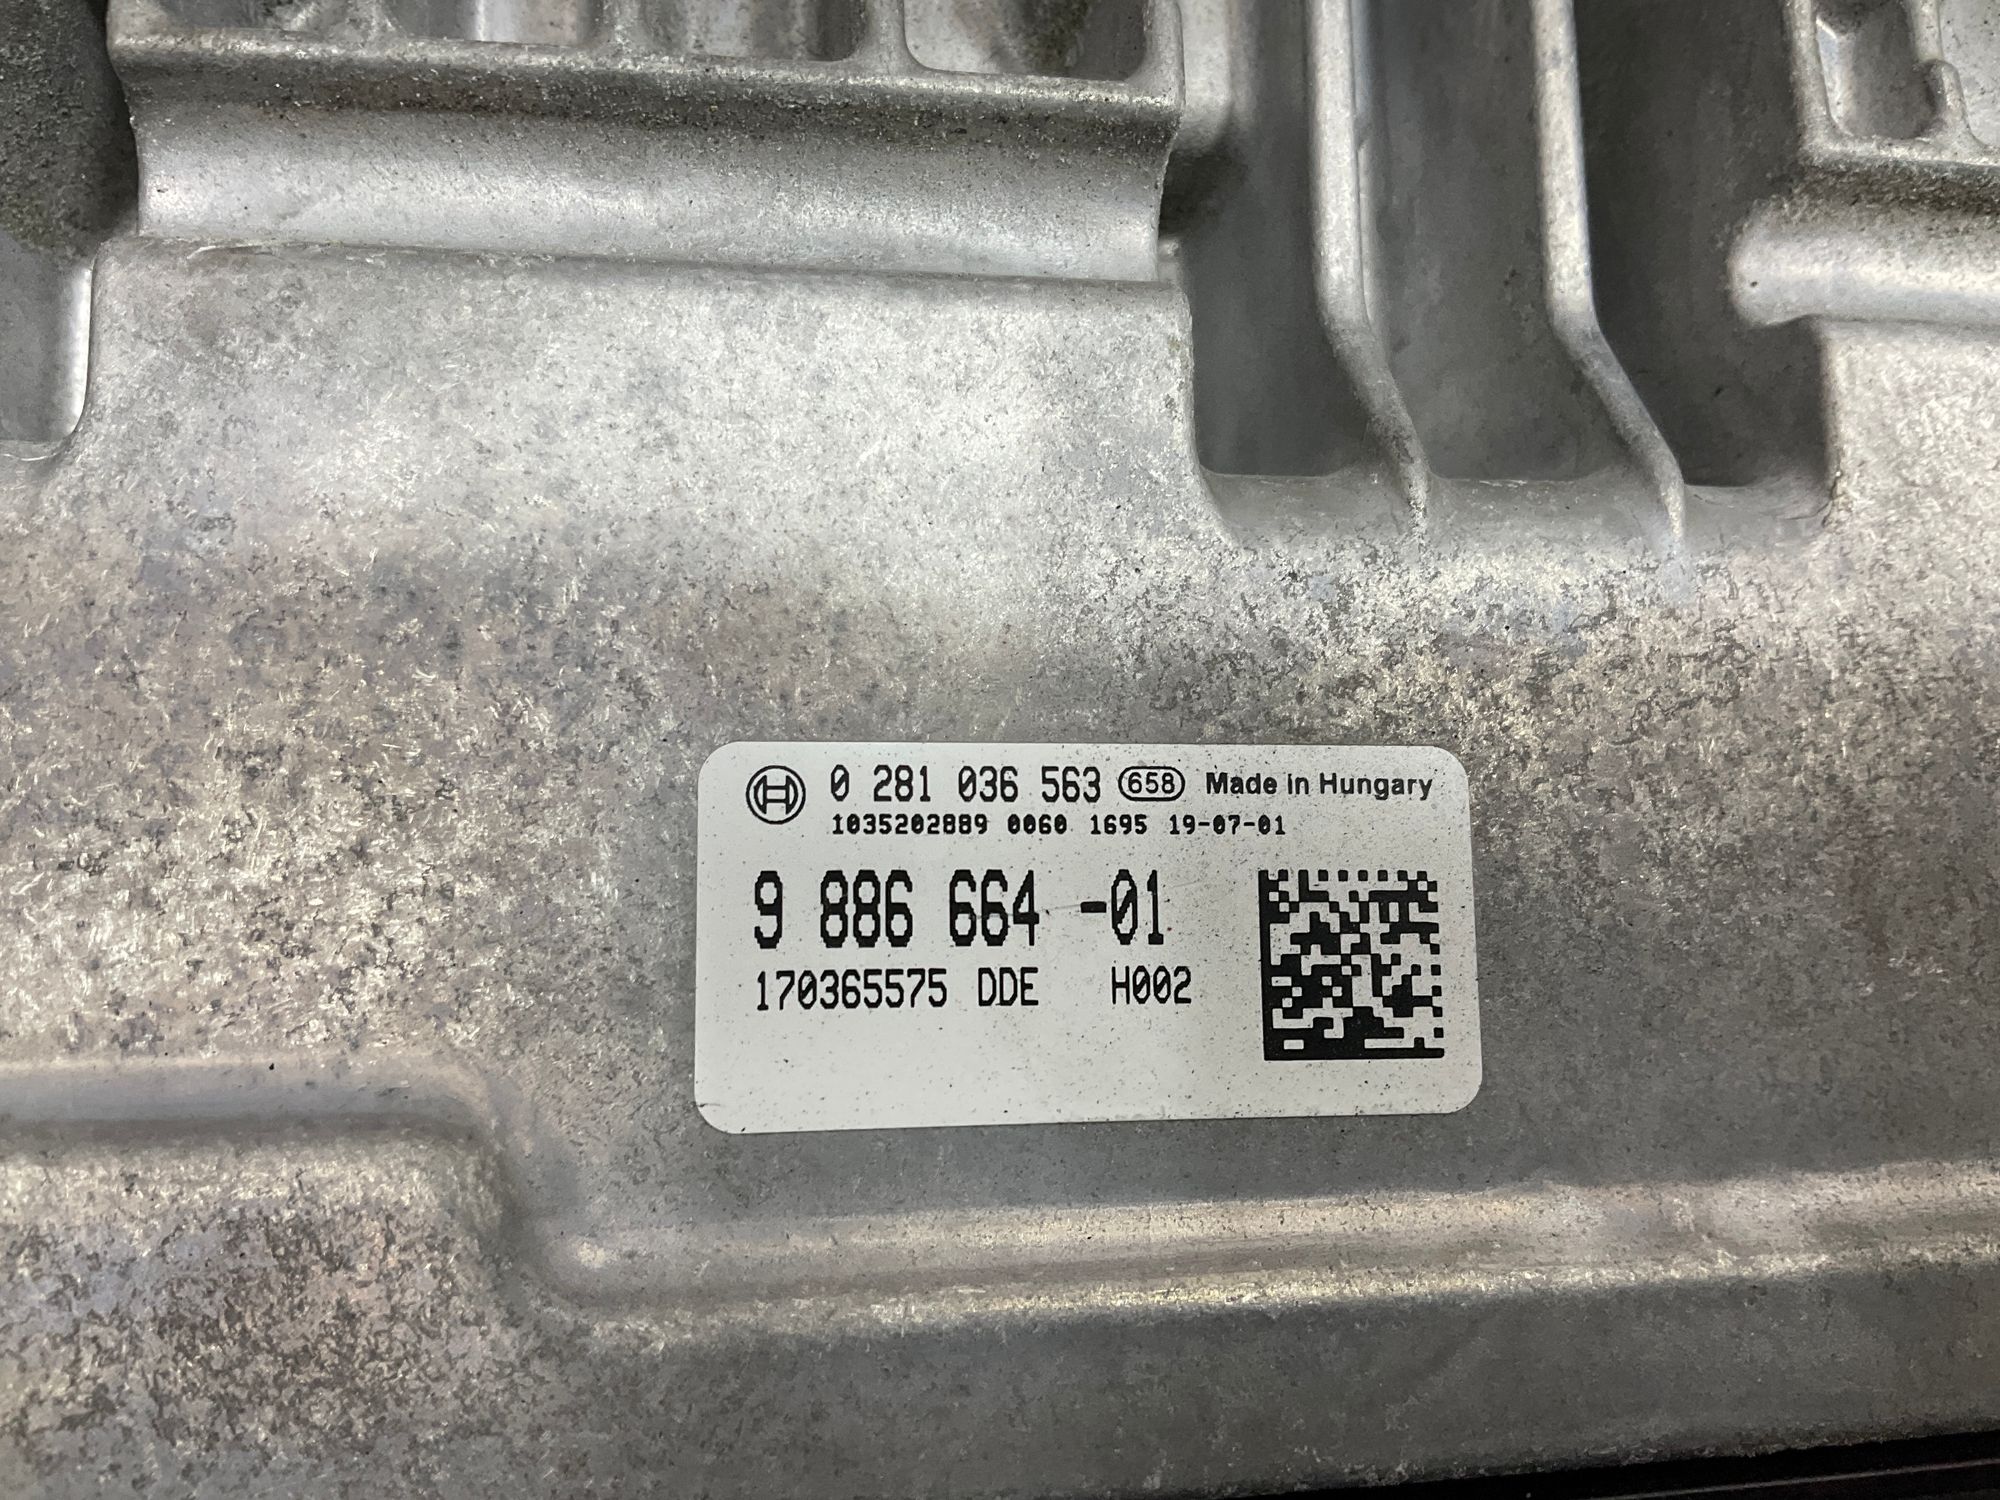 0 281 036 563 658 Made in Hungary
1035202889 0060 1695 19-07-01
9 886 664 -01
170365575 DDE H002